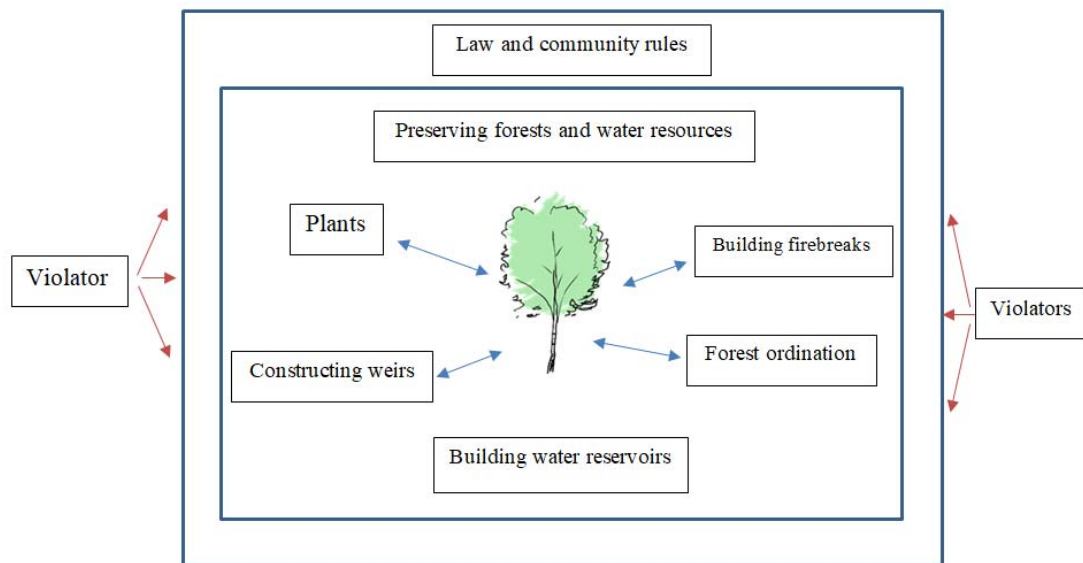 Law and community rules
Preserving forests and water resources
Plants
Building firebreaks
Violator
Violators
Constructing weirs
Forest ordination
Building water reservoirs